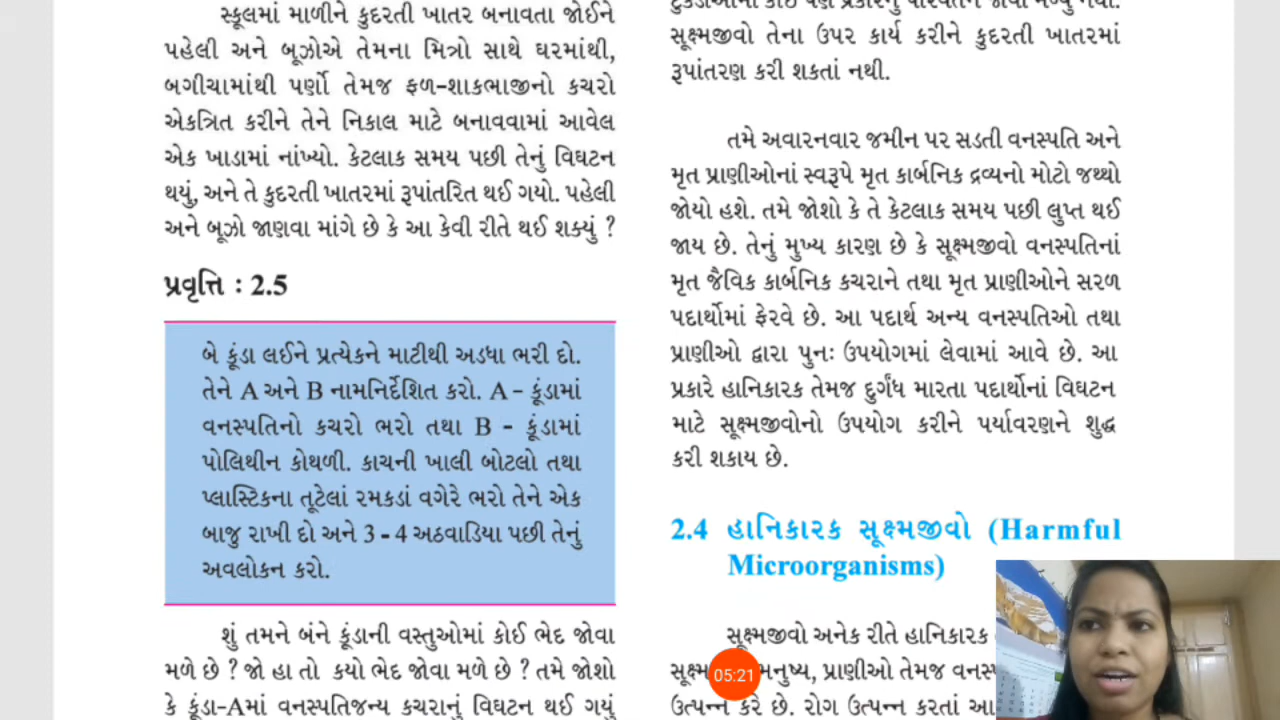 સ્કૂલમાં માળીને કુદરતી ખાતર બનાવતા જોઈને
પહેલી અને બૂઝોએ તેમના મિત્રો સાથે ઘરમાંથી,
બગીચામાંથી પર્ણો તેમજ ફળ-શાકભાજીનો કચરો
એકત્રિત કરીને તેને નિકાલ માટે બનાવવામાં આવેલ
એક ખાડામાં નાંખ્યો. કેટલાક સમય પછી તેનું વિઘટન
થયું, અને તે કુદરતી ખાતરમાં રૂપાંતરિત થઈ ગયો. પહેલી
અને બૂઝો જાણવા માંગે છે કે આ કેવી રીતે થઈ શક્યું ?
પ્રવૃત્તિ : 2.5
બે કૂંડા લઈને પ્રત્યેકને માટીથી અડધા ભરી દો.
તેને A અને B નામનિર્દેશિત કરો. A - કૂંડામાં
વનસ્પતિનો કચરો ભરો તથા B - કૂંડામાં
પોલિથીન કોથળી. કાચની ખાલી બોટલો તથા
પ્લાસ્ટિકના તૂટેલાં રમકડાં વગેરે ભરો તેને એક
બાજુ રાખી દો અને 3 - 4 અઠવાડિયા પછી તેનું
અવલોકન કરો.
શું તમને બંને કૂંડાની વસ્તુઓમાં કોઈ ભેદ જોવા
મળે છે ? જો હા તો કયો ભેદ જોવા મળે છે ? તમે જોશો
કે કૂંડા-Aમાં વનસ્પતિજન્ય કચરાનું વિઘટન થઈ ગયું
સૂક્ષ્મજીવો તેના ઉપર કાર્ય કરીને કુદરતી ખાતરમાં
રૂપાંતરણ કરી શકતાં નથી.
તમે અવારનવાર જમીન પર સડતી વનસ્પતિ અને
મૃત પ્રાણીઓનાં સ્વરૂપે મૃત કાર્બનિક દ્રવ્યનો મોટો જથ્થો
જોયો હશે. તમે જોશો કે તે કેટલાક સમય પછી લુપ્ત થઈ
જાય છે. તેનું મુખ્ય કારણ છે કે સૂક્ષ્મજીવો વનસ્પતિનાં
મૃત જૈવિક કાર્બનિક કચરાને તથા મૃત પ્રાણીઓને સરળ
પદાર્થોમાં ફેરવે છે. આ પદાર્થ અન્ય વનસ્પતિઓ તથા
પ્રાણીઓ દ્વારા પુનઃ ઉપયોગમાં લેવામાં આવે છે. આ
પ્રકારે હાનિકારક તેમજ દુર્ગંધ મારતા પદાર્થોનાં વિઘટન
માટે સૂક્ષ્મજીવોનો ઉપયોગ કરીને પર્યાવરણને શુદ્ધ
કરી શકાય છે.
2.4 હાનિકારક સૂક્ષ્મજીવો (Harmful
Microorganisms)
સૂક્ષ્મજીવો અનેક રીતે હાનિકારક
પ્રાણીઓ તેમજ
ઉત્પન્ન કરે છે. રોગ ઉત્પન્ન કરતાં
05:21